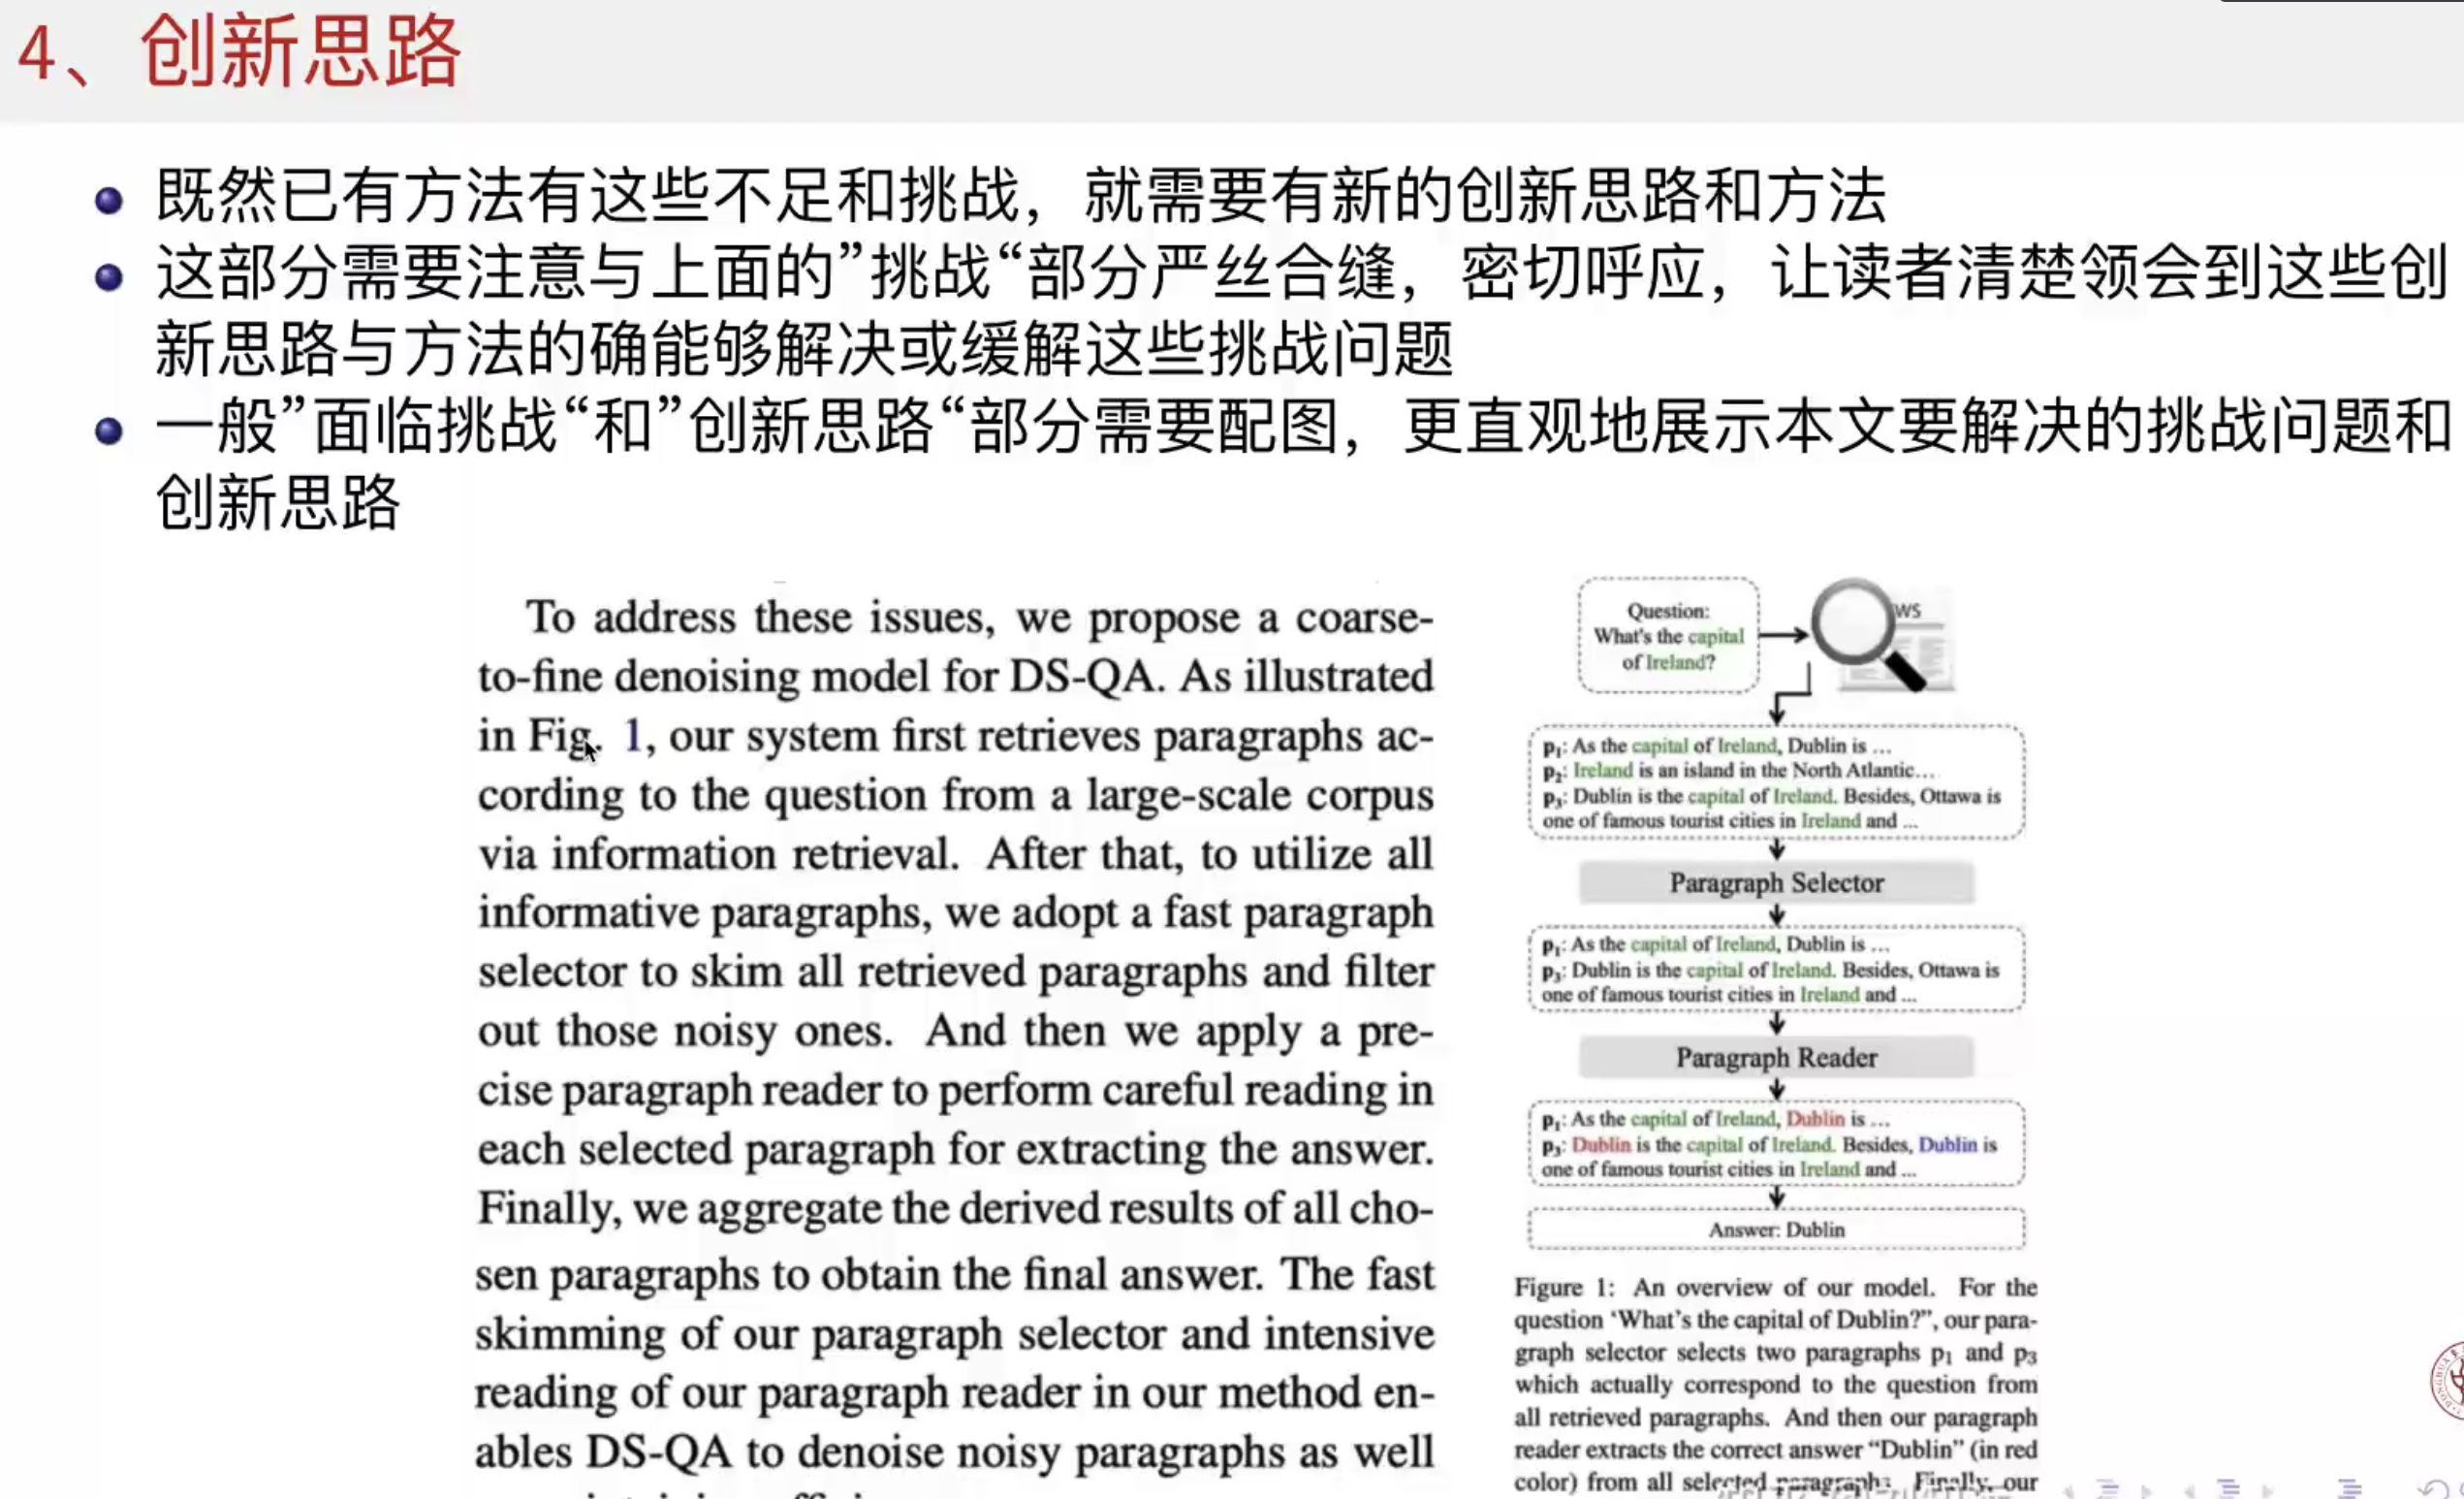 4、创新思路
既然已有方法有这些不足和挑战，就需要有新的创新思路和方法
这部分需要注意与上面的”挑战“部分严丝合缝，密切呼应，让读者清楚领会到这些创
新思路与方法的确能够解决或缓解这些挑战问题
一般”面临挑战“和”创新思路“部分需要配图，更直观地展示本文要解决的挑战问题和
创新思路
To address these issues, we propose a coarse-
to-fine denoising model for DS-QA. As illustrated
in Fig. 1, our system first retrieves paragraphs ac-
cording to the question from a large-scale corpus
via information retrieval. After that, to utilize all
informative paragraphs, we adopt a fast paragraph
selector to skim all retrieved paragraphs and filter
out those noisy ones. And then we apply a pre-
cise paragraph reader to perform careful reading in
each selected paragraph for extracting the answer.
Finally, we aggregate the derived results of all cho-
sen paragraphs to obtain the final answer. The fast
skimming of our paragraph selector and intensive
reading of our paragraph reader in our method en-
ables DS-QA to denoise noisy paragraphs as well
Question:
What's the capital
of Ireland?
WS
p₁: As the capital of Ireland, Dublin is ...
p₂: Ireland is an island in the North Atlantic...
p₃: Dublin is the capital of Ireland. Besides, Ottawa is
one of famous tourist cities in Ireland and ...
Paragraph Selector
p₁: As the capital of Ireland, Dublin is ...
p₃: Dublin is the capital of Ireland. Besides, Ottawa is
one of famous tourist cities in Ireland and ...
Paragraph Reader
p₁: As the capital of Ireland, Dublin is ...
p₃: Dublin is the capital of Ireland. Besides, Dublin is
one of famous tourist cities in Ireland and ...
Answer: Dublin
Figure 1: An overview of our model. For the
question ‘What's the capital of Dublin?”, our para-
graph selector selects two paragraphs p₁ and p₃
which actually correspond to the question from
all retrieved paragraphs. And then our paragraph
reader extracts the correct answer “Dublin” (in red
color) from all selected paragraphs. Finally, our